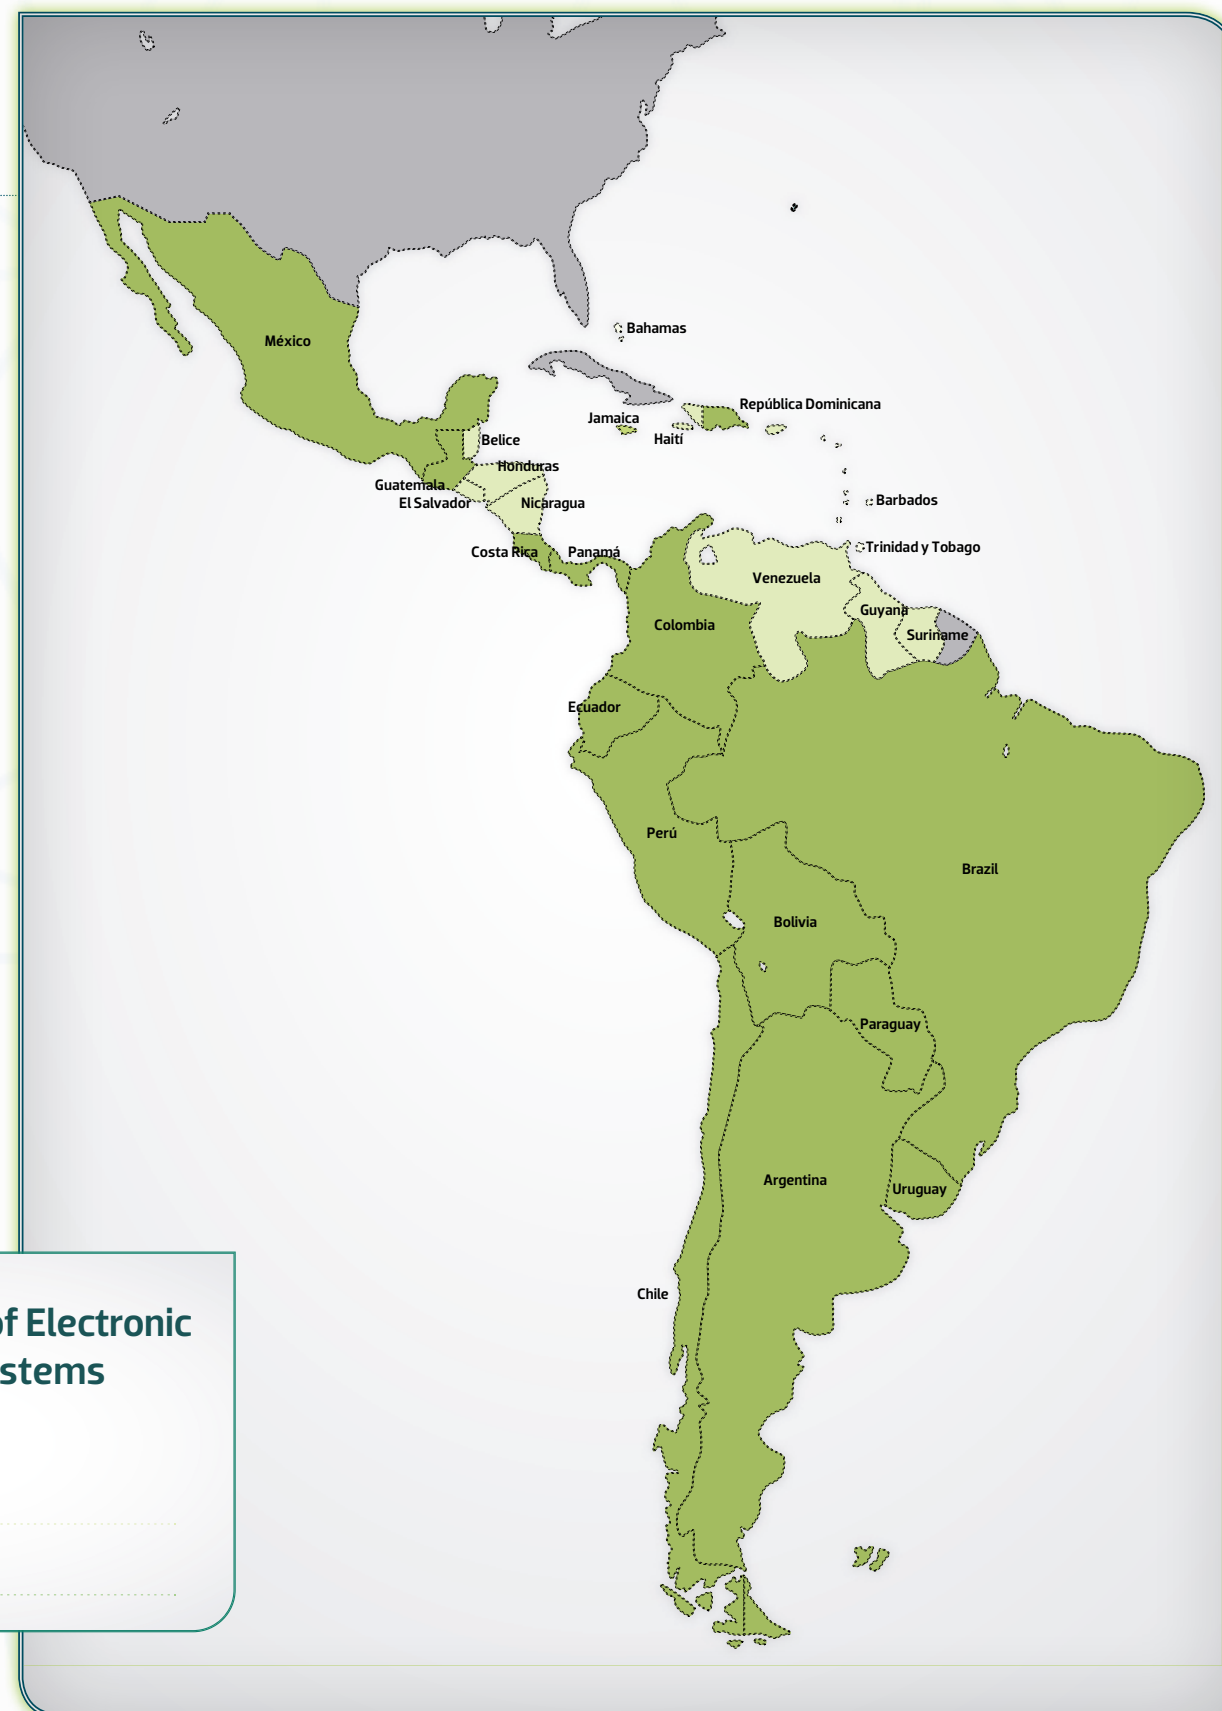 México
Bahamas
República Dominicana
Jamaica
Haití
Belice
Honduras
Guatemala
El Salvador
Nicaragua
Barbados
Costa Rica
Panamá
Trinidad y Tobago
Venezuela
Guyana
Colombia
Suriname
Ecuador
Perú
Brazil
Bolivia
Paraguay
Argentina
Uruguay
Chile
of Electronic
stems